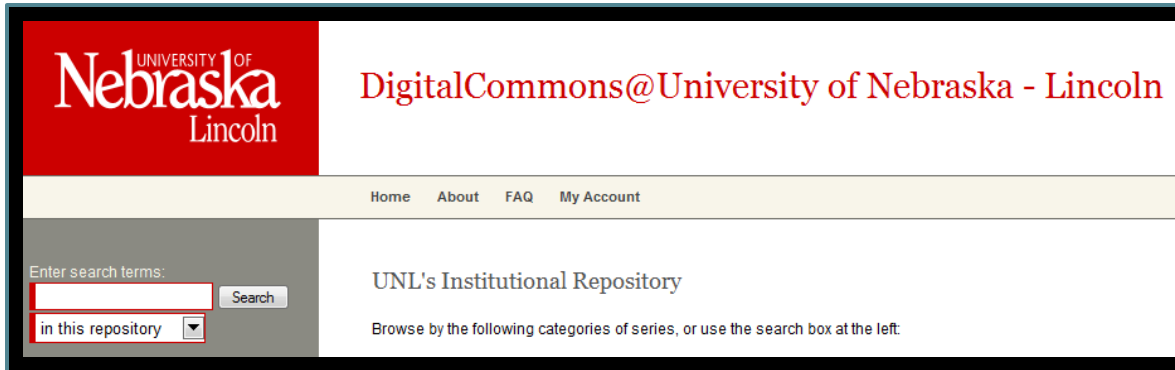 UNIVERSITY OF
Nebraska
Lincoln
DigitalCommons@University of Nebraska - Lincoln
Home About FAQ My Account
Enter search terms:
Search
in this repository
UNL's Institutional Repository
Browse by the following categories of series, or use the search box at the left: